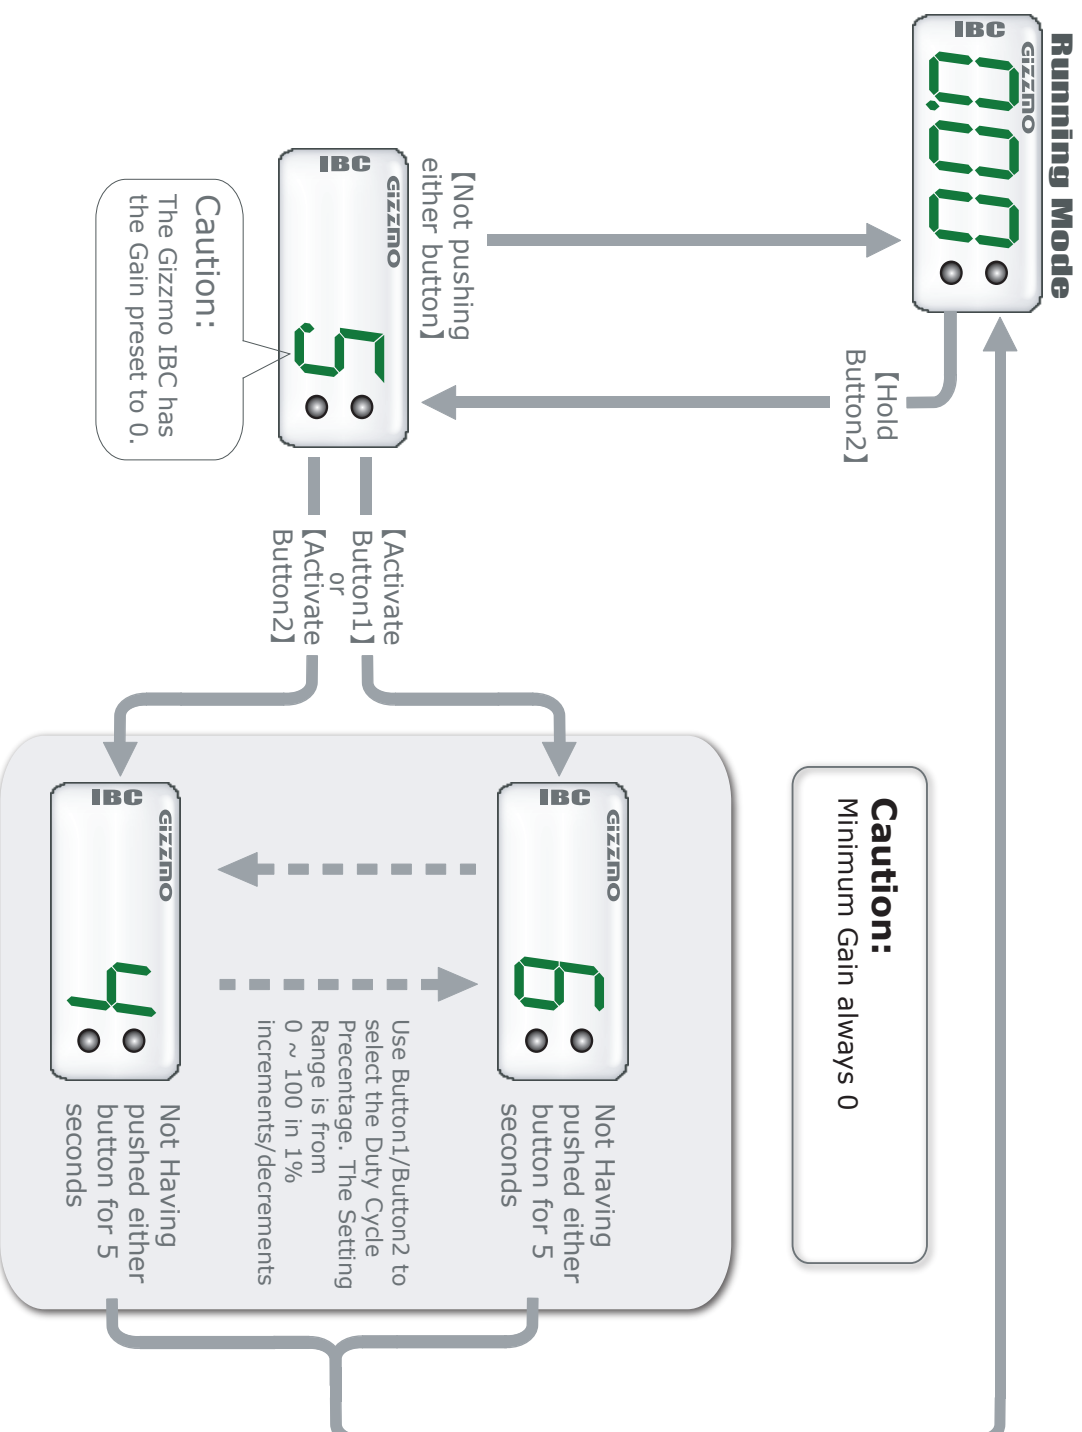 Running Mode
Gizzmo
IBC
0.00
【Hold
Button2】
【Not pushing
either button】
Gizzmo
IBC
5
Caution:
The Gizzmo IBC has
the Gain preset to 0.
【Activate
Button1】
or
【Activate
Button2】
Caution:
Minimum Gain always 0
Gizzmo
IBC
6
Not Having
pushed either
button for 5
seconds
Use Button1/Button2 to
select the Duty Cycle
Precentage. The Setting
Range is from
0 ~ 100 in 1%
increments/decrements
Gizzmo
IBC
4
Not Having
pushed either
button for 5
seconds